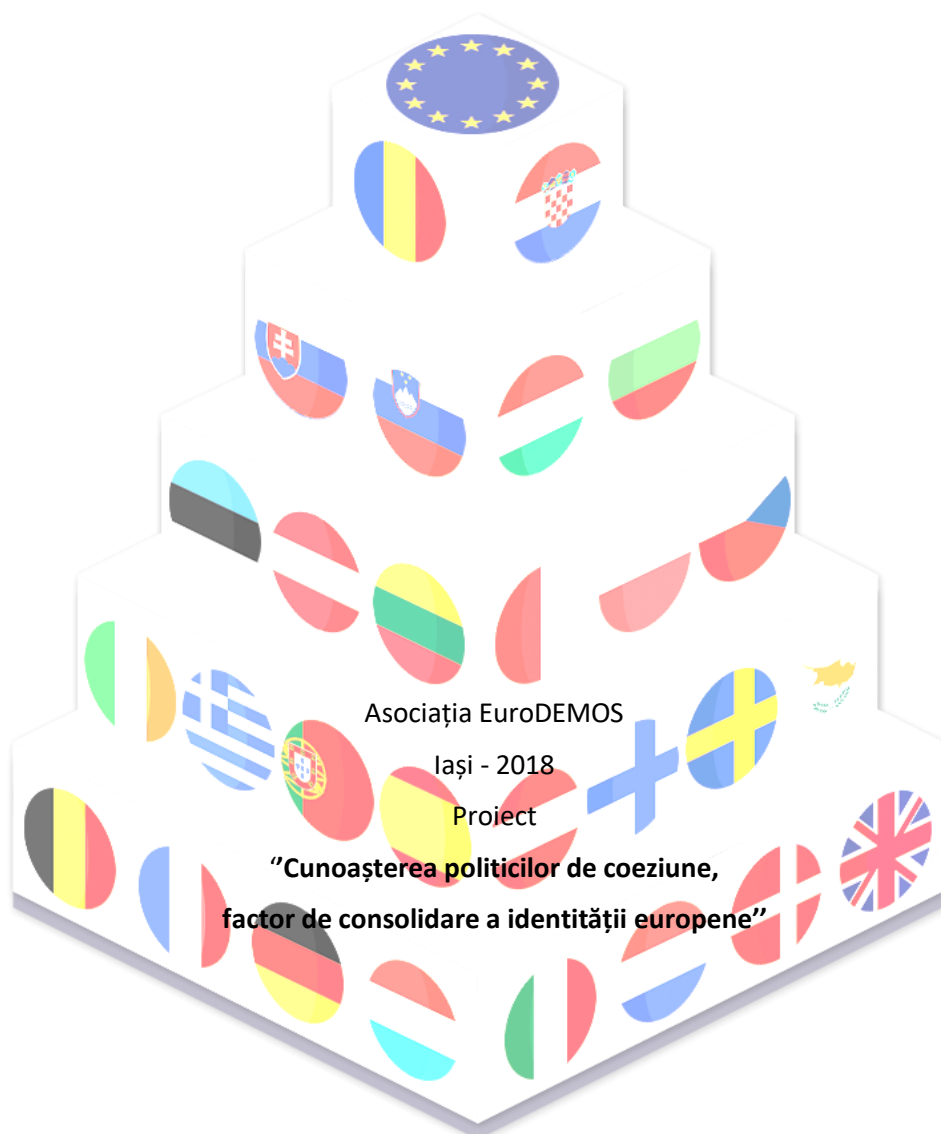 Asociația EuroDEMOS
Iași - 2018
Proiect
‘’Cunoașterea politicilor de coeziune,
factor de consolidare a identității europene’’